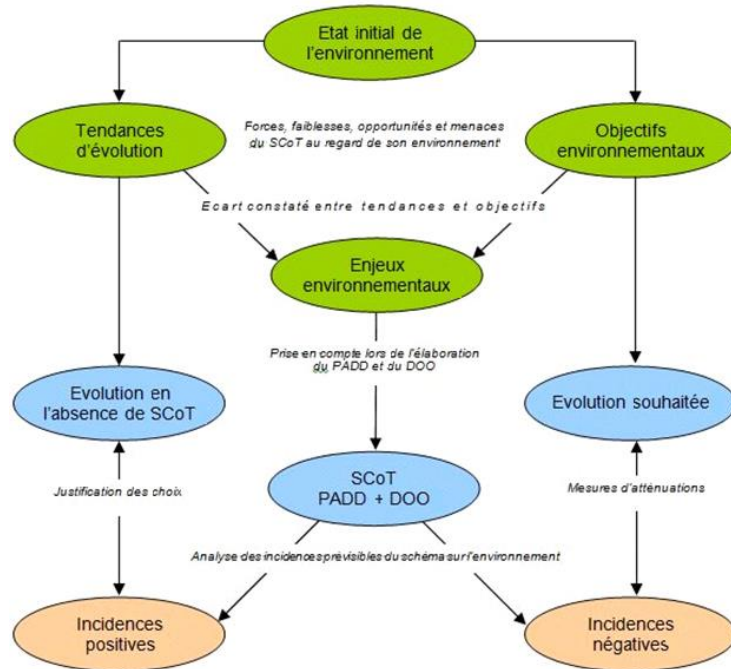 Etat initial de
l'environnement
Tendances
d'évolution
Forces, faiblesses, opportunités et menaces
du SCoT au regard de son environnement
Objectifs
environnementaux
Ecart constaté entre tendances et objectifs
Enjeux
environnementaux
Prise en compte lors de l'élaboration
du PADD et du DOO
Evolution en
l'absence de SCoT
Evolution souhaitée
Justification des choix
SCoT
PADD + DOO
Mesures d'atténuations
Analyse des incidences prévisibles du schéma sur l'environnement
Incidences
positives
Incidences
négatives